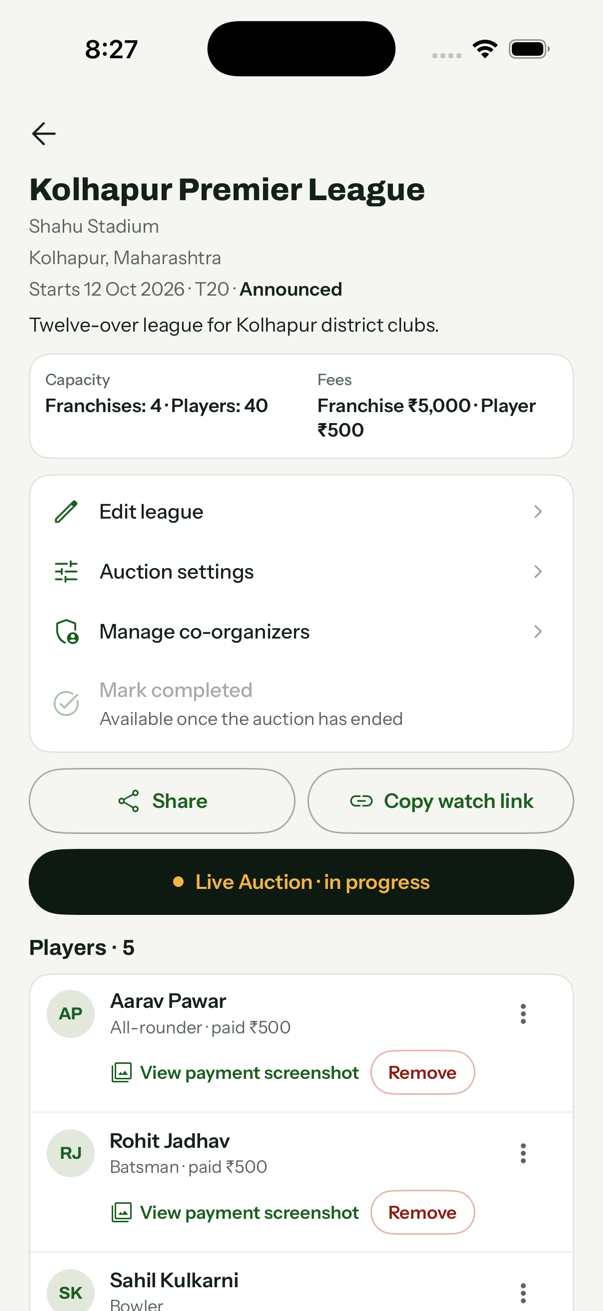 8:27
Kolhapur Premier League
Shahu Stadium
Kolhapur, Maharashtra
Starts 12 Oct 2026 · T20 · Announced
Twelve-over league for Kolhapur district clubs.
Capacity
Franchises: 4 · Players: 40
Fees
Franchise ₹5,000 · Player
₹500
Edit league
Auction settings
Manage co-organizers
Mark completed
Available once the auction has ended
Share
Copy watch link
Live Auction · in progress
Players · 5
AP
Aarav Pawar
All-rounder · paid ₹500
View payment screenshot
Remove
RJ
Rohit Jadhav
Batsman · paid ₹500
View payment screenshot
Remove
SK
Sahil Kulkarni
Bowler